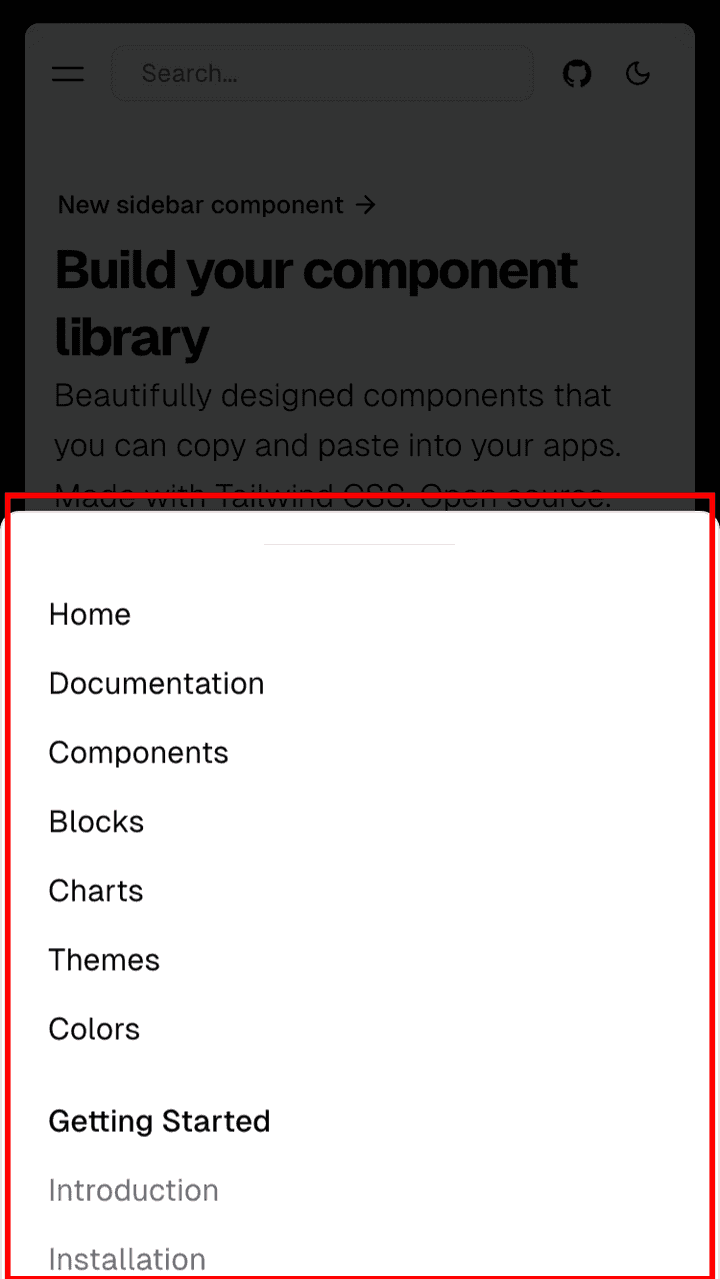 Search...
New sidebar component →
Build your component
library
Beautifully designed components that
you can copy and paste into your apps.
Made with Tailwind CSS. Open source.
Home
Documentation
Components
Blocks
Charts
Themes
Colors
Getting Started
Introduction
Installation